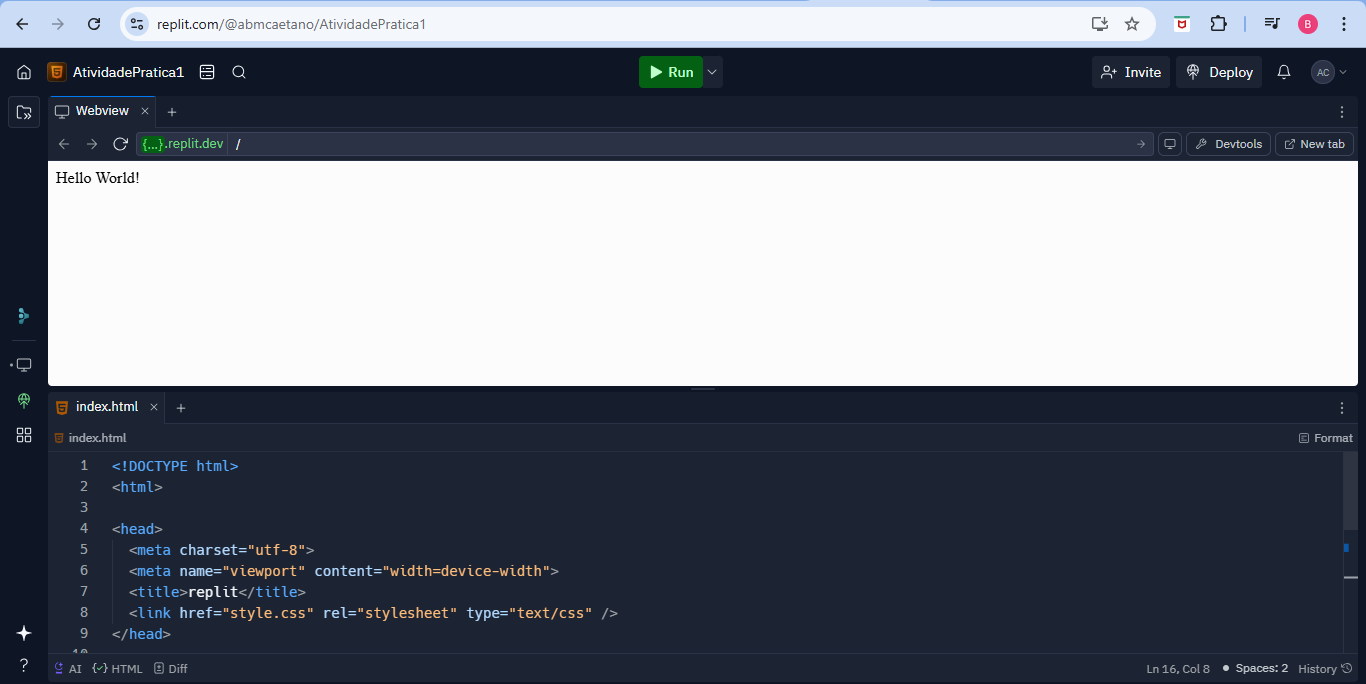 replit.com/@abmcaetano/AtividadePratica1
B
AtividadePratica1
Run
Invite
Deploy
AC
Webview
{...}.replit.dev /
Devtools
New tab
Hello World!
index.html
index.html
Format
1 <!DOCTYPE html>
2 <html>
3
4 <head>
5 <meta charset="utf-8">
6 <meta name="viewport" content="width=device-width">
7 <title>replit</title>
8 <link href="style.css" rel="stylesheet" type="text/css" />
9 </head>
10
AI {✓} HTML Diff
Ln 16, Col 8 • Spaces: 2 History
?